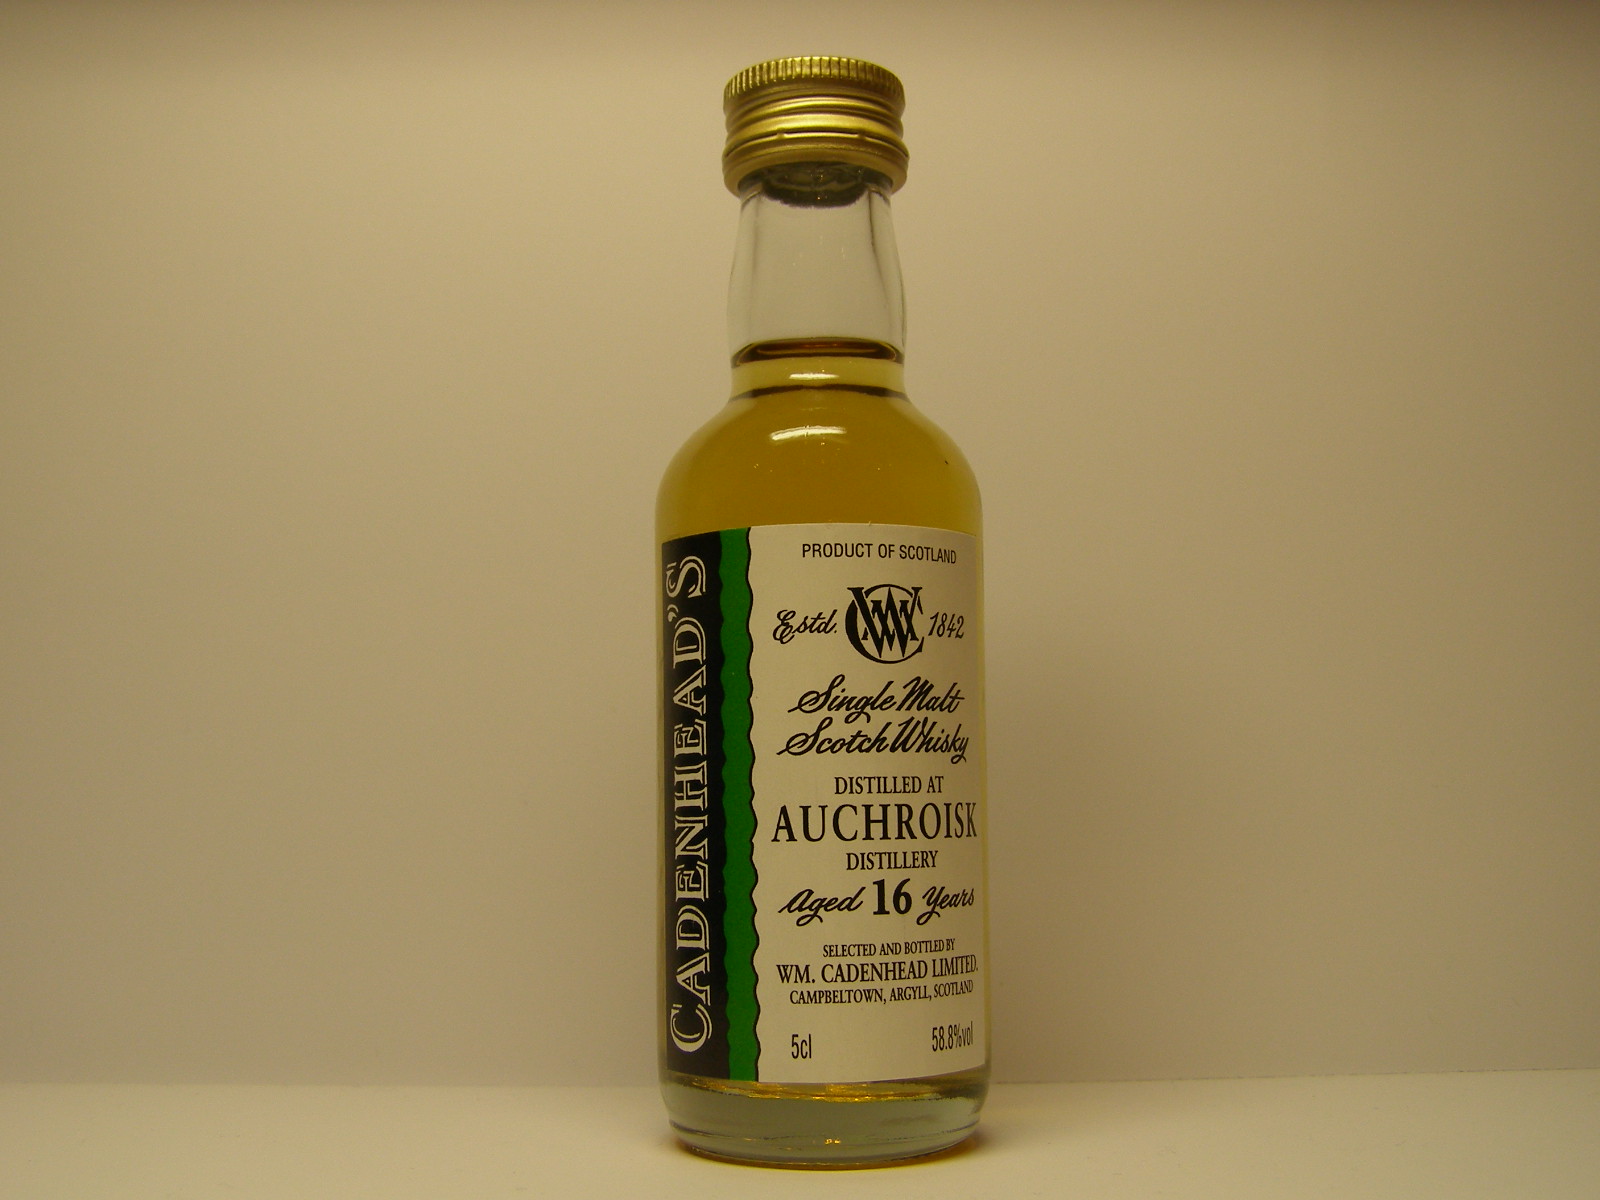 CADENHEAD'S
PRODUCT OF SCOTLAND
Estd. WC 1842
Single Malt
Scotch Whisky
DISTILLED AT
AUCHROISK
DISTILLERY
Aged 16 Years
SELECTED AND BOTTLED BY
WM. CADENHEAD LIMITED.
CAMPBELTOWN, ARGYLL, SCOTLAND
5cl 58.8%vol